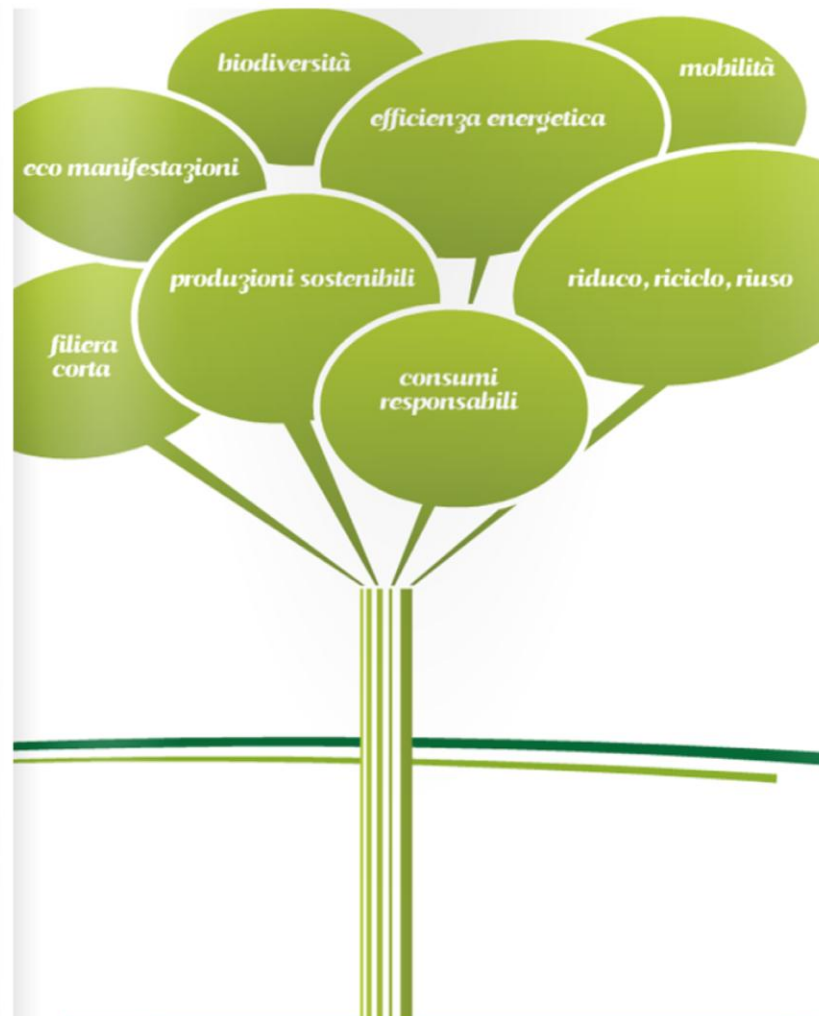 biodiversità
mobilità
efficienza energetica
eco manifestazioni
produzioni sostenibili
riduco, riciclo, riuso
filiera
corta
consumi
responsabili